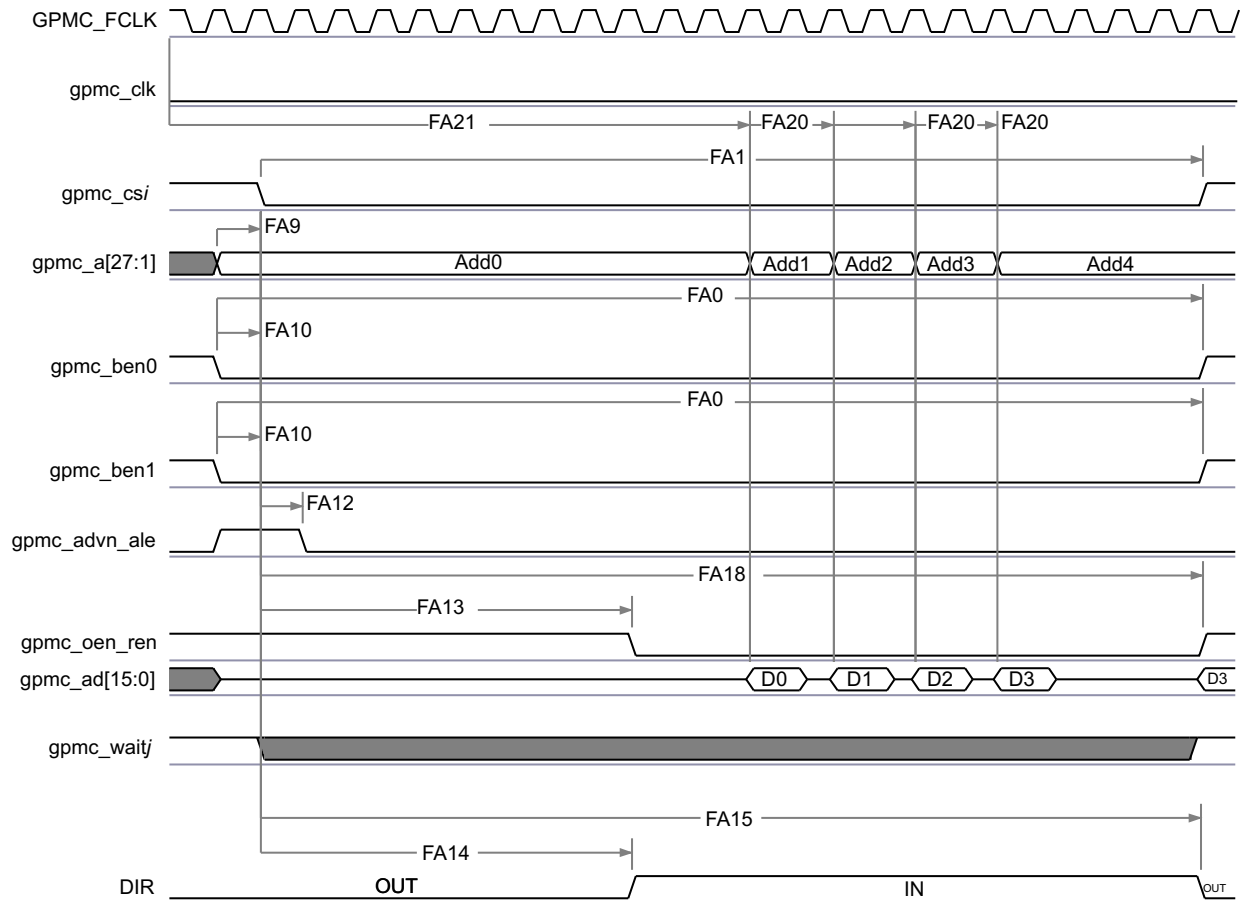 GPMC_FCLK
gpmc_clk
FA21 FA20 FA20 FA20
FA1
gpmc_csi
FA9
gpmc_a[27:1] Add0 Add1 Add2 Add3 Add4
FA0
FA10
gpmc_ben0
FA0
FA10
gpmc_ben1
FA12
gpmc_advn_ale
FA18
FA13
gpmc_oen_ren
gpmc_ad[15:0] D0 D1 D2 D3 D3
gpmc_waitj
FA15
FA14
DIR OUT IN OUT